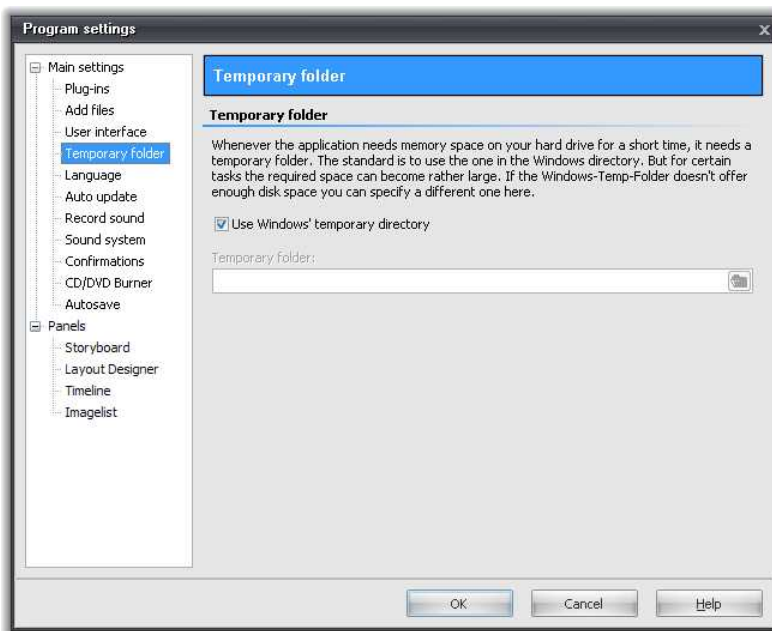 Program settings
x
Main settings
Plug-ins
Add files
User interface
Temporary folder
Language
Auto update
Record sound
Sound system
Confirmations
CD/DVD Burner
Autosave
Panels
Storyboard
Layout Designer
Timeline
Imagelist
Temporary folder
Temporary folder
Whenever the application needs memory space on your hard drive for a short time, it needs a
temporary folder. The standard is to use the one in the Windows directory. But for certain
tasks the required space can become rather large. If the Windows-Temp-Folder doesn't offer
enough disk space you can specify a different one here.
Use Windows' temporary directory
Temporary folder:
OK
Cancel
Help